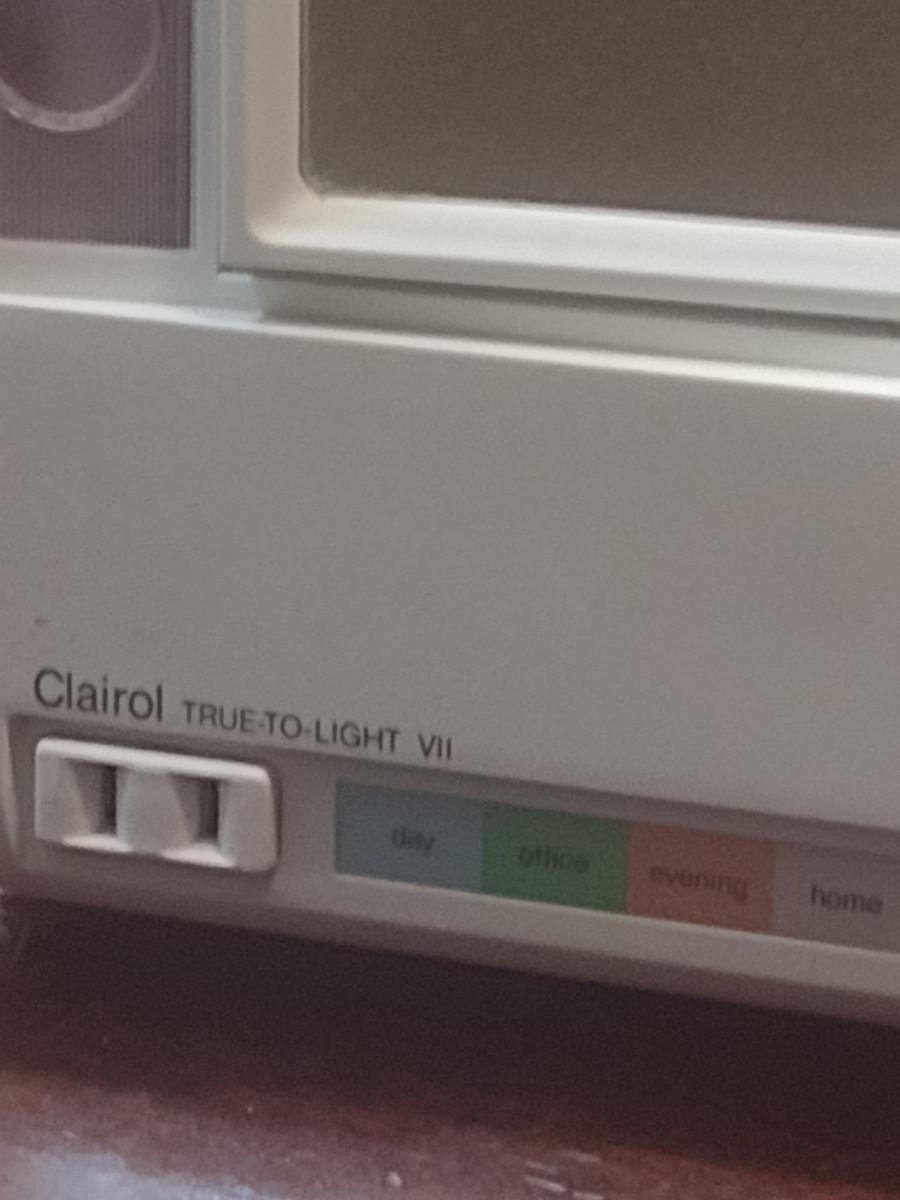 Clairol TRUE-TO-LIGHT VII
day office evening home